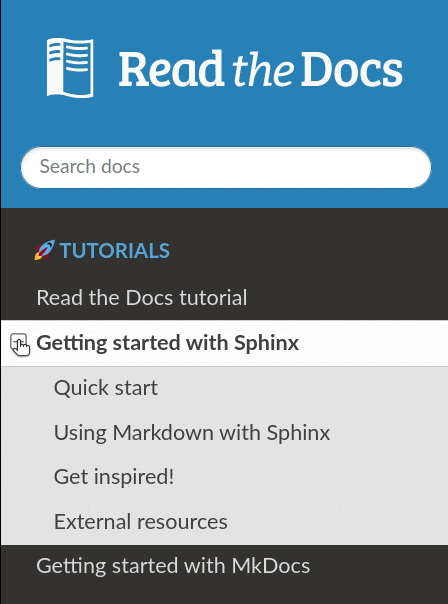 Read the Docs
Search docs
🚀 TUTORIALS
Read the Docs tutorial
Getting started with Sphinx
Quick start
Using Markdown with Sphinx
Get inspired!
External resources
Getting started with MkDocs